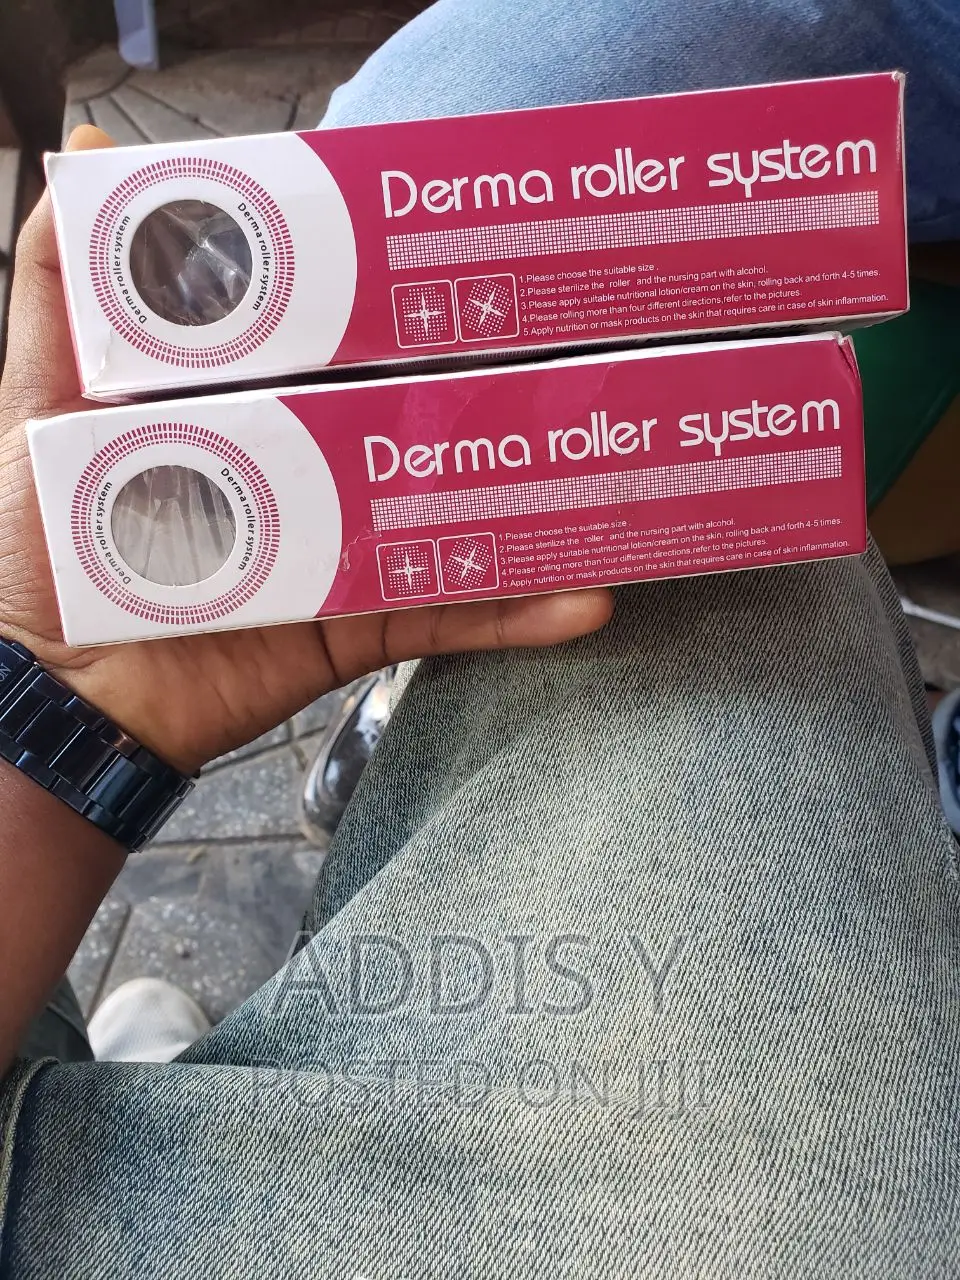 Derma roller system
Derma roller system
Derma roller system
1.Please choose the suitable size .
2.Please sterilize the roller and the nursing part with alcohol.
3.Please apply suitable nutritional lotion/cream on the skin, rolling back and forth 4-5 times.
4.Please rolling more than four different directions,refer to the pictures.
5.Apply nutrition or mask products on the skin that requires care in case of skin inflammation.
Derma roller system
Derma roller system
Derma roller system
1.Please choose the suitable size .
2.Please sterilize the roller and the nursing part with alcohol.
3.Please apply suitable nutritional lotion/cream on the skin, rolling back and forth 4-5 times.
4.Please rolling more than four different directions,refer to the pictures.
5.Apply nutrition or mask products on the skin that requires care in case of skin inflammation.
ADDIS Y
POSTED ON JIJI